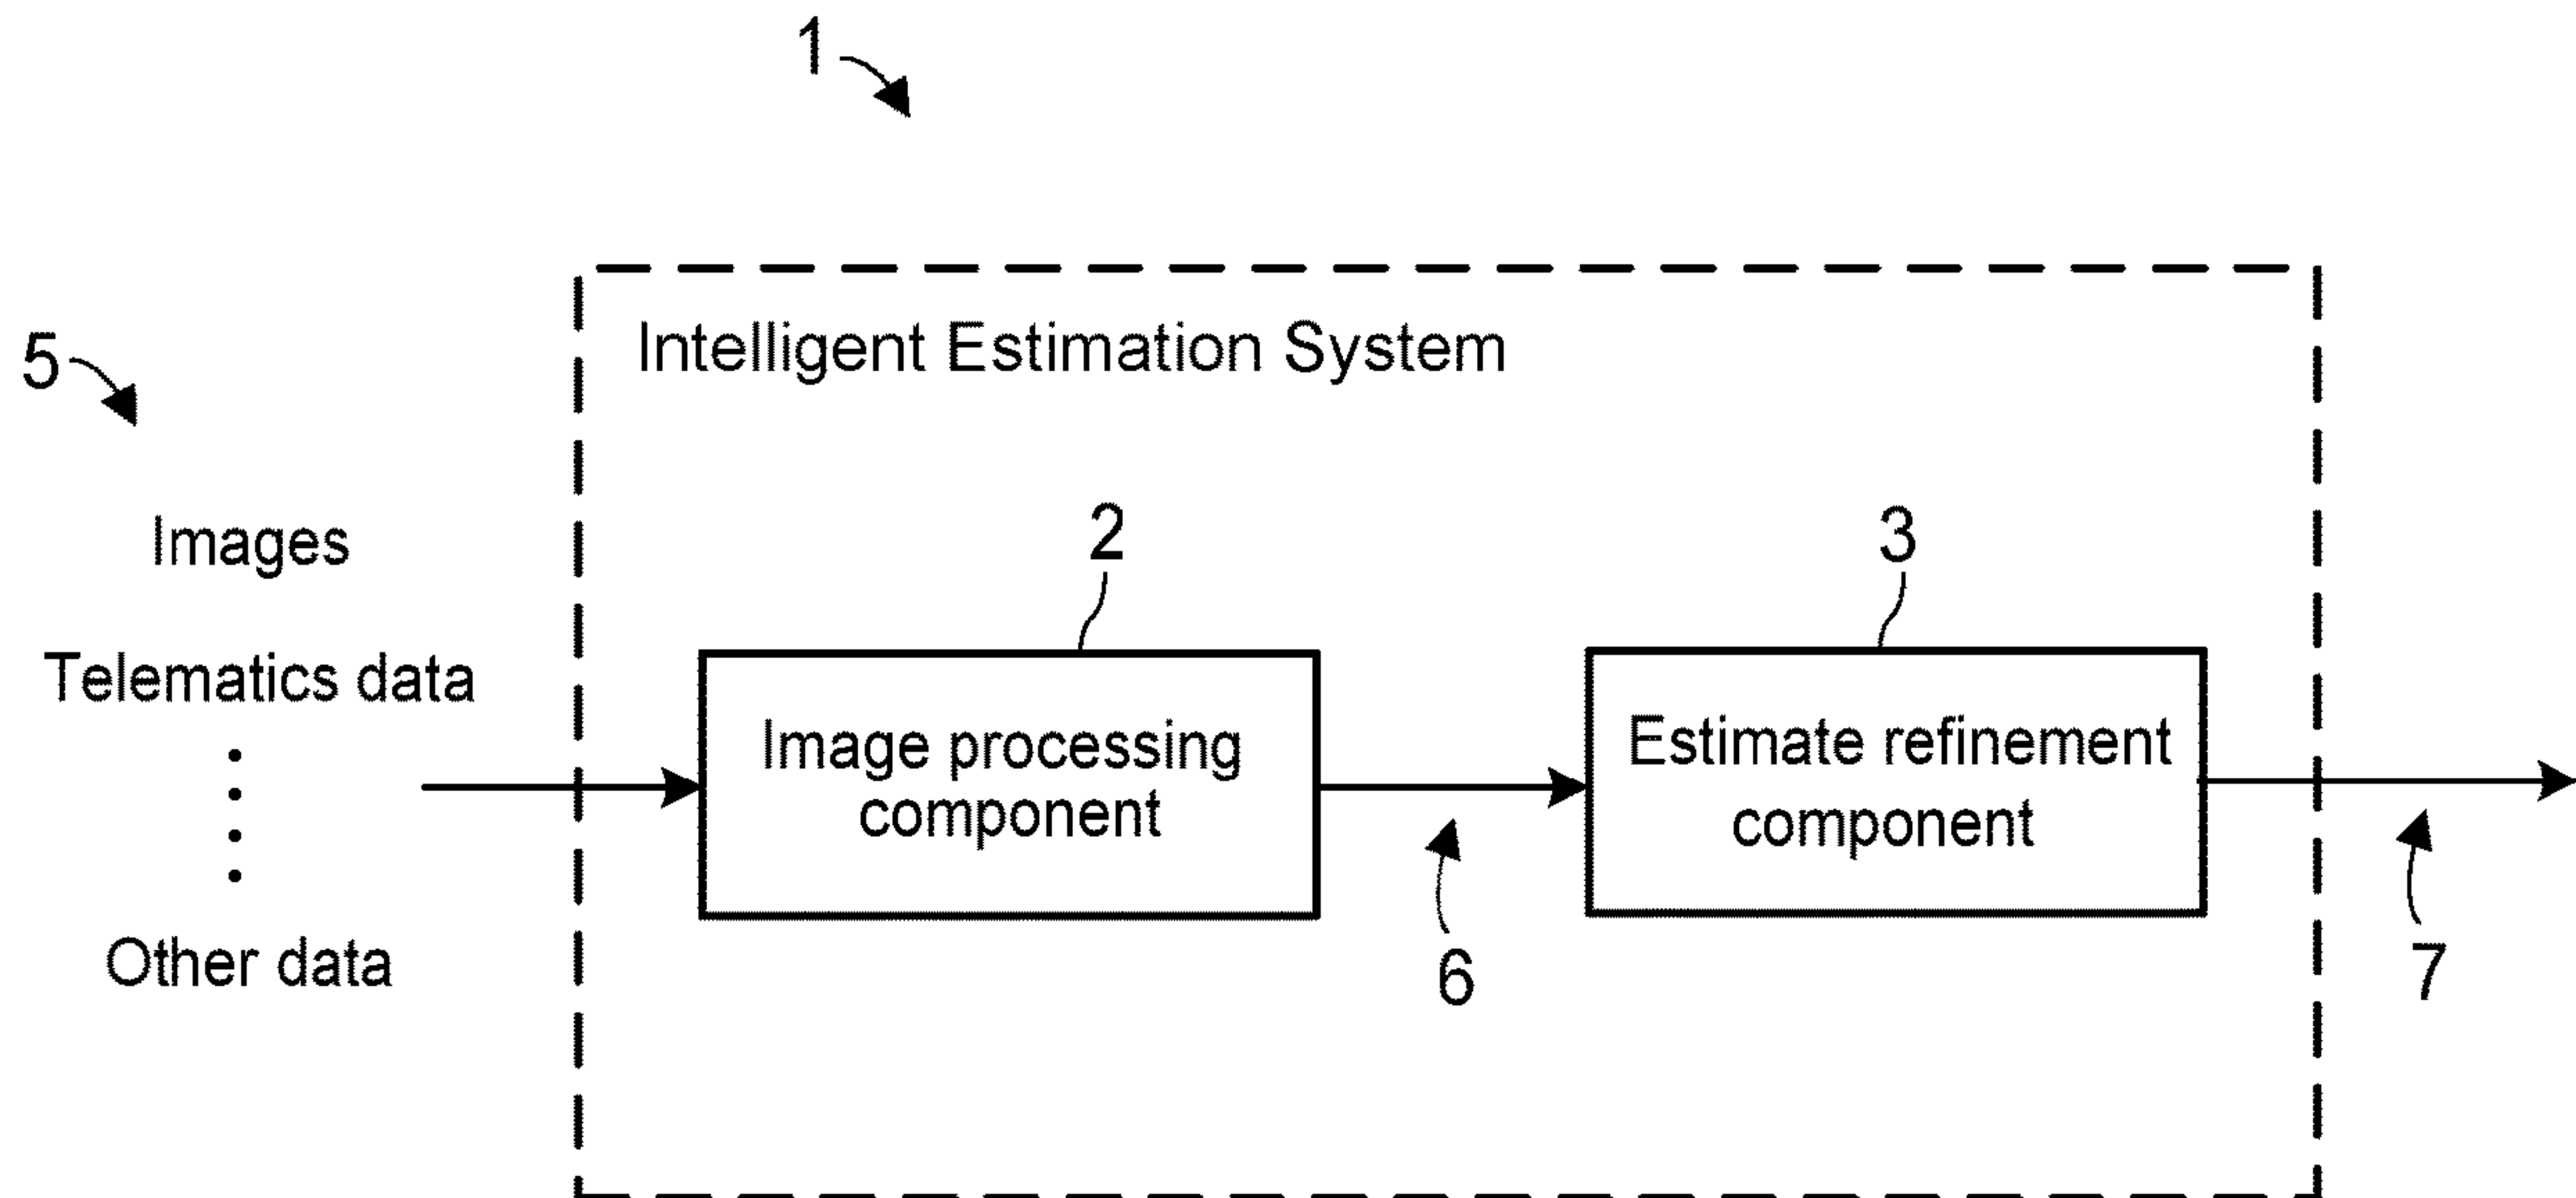 1
Intelligent Estimation System
5
Images
Telematics data
Other data
2
Image processing
component
3
Estimate refinement
component
6
7